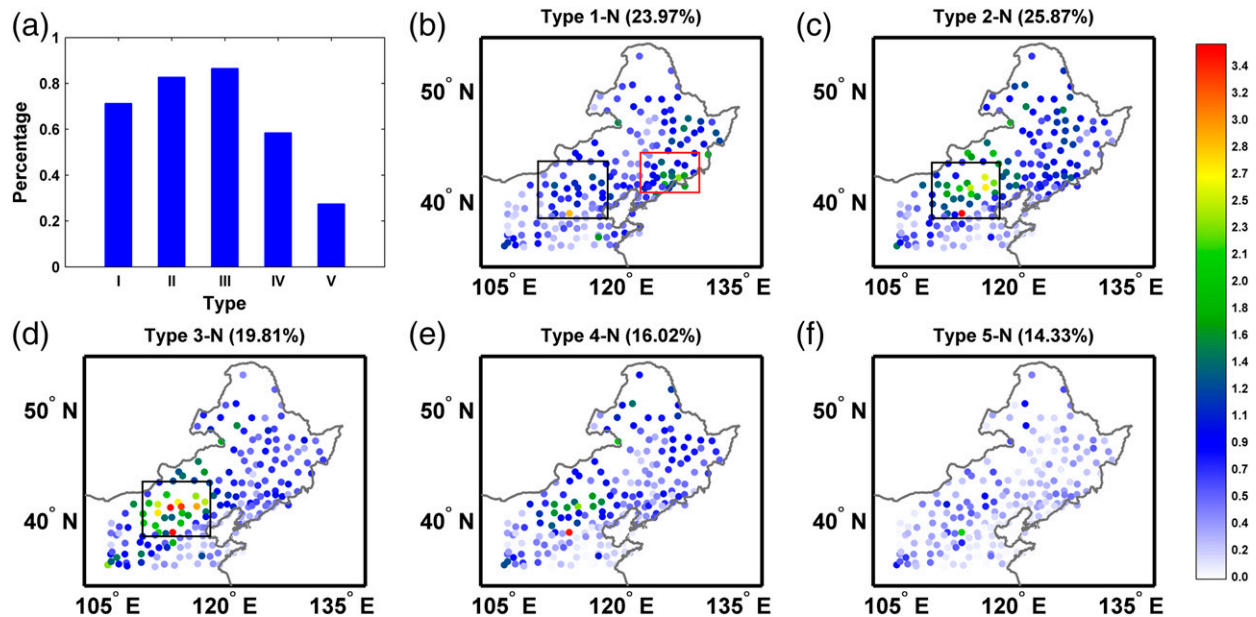 (a)
1
0.8
0.6
0.4
0.2
0
Percentage
I II III IV V
Type
(b)
Type 1-N (23.97%)
50° N
40° N
105° E 120° E 135° E
(c)
Type 2-N (25.87%)
50° N
40° N
105° E 120° E 135° E
3.4
3.2
3.0
2.8
2.7
2.5
2.3
2.1
2.0
1.8
1.6
1.4
1.2
1.1
0.9
0.7
0.5
0.4
0.2
0.0
(d)
Type 3-N (19.81%)
50° N
40° N
105° E 120° E 135° E
(e)
Type 4-N (16.02%)
50° N
40° N
105° E 120° E 135° E
(f)
Type 5-N (14.33%)
50° N
40° N
105° E 120° E 135° E